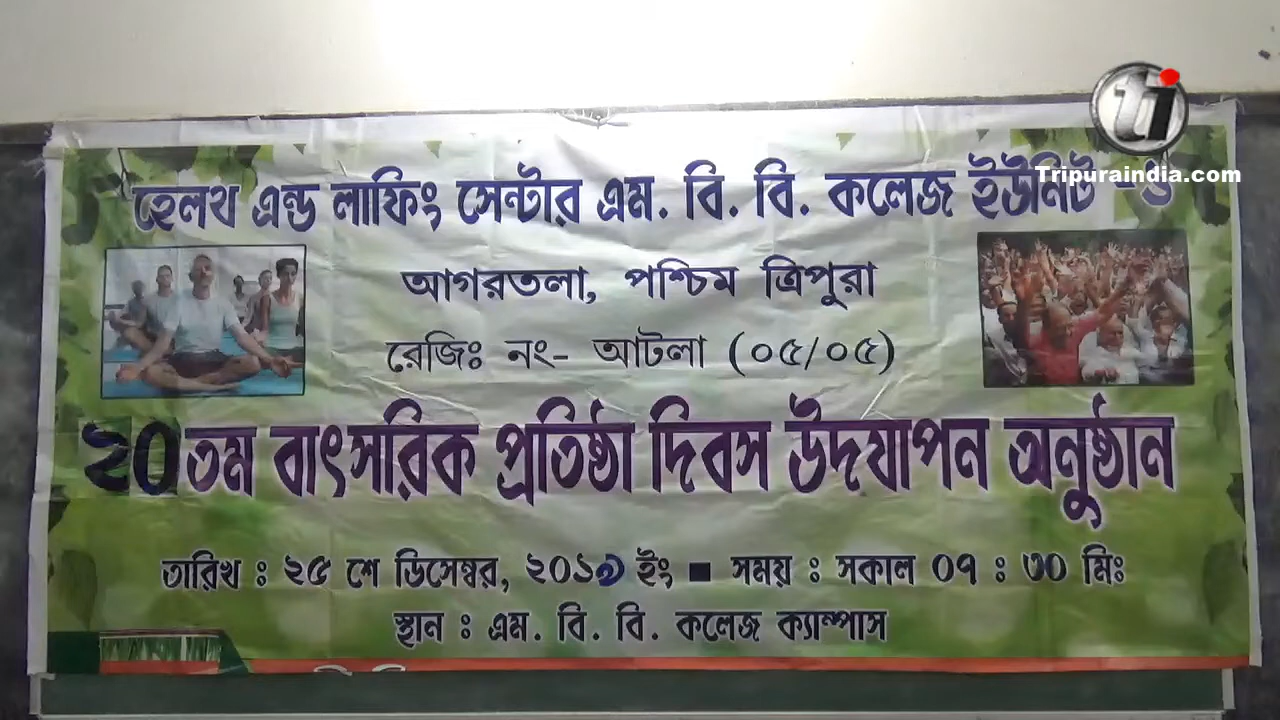 ti
Tripuraindia.com
হেলথ এন্ড লাফিং সেন্টার এম. বি. বি. কলেজ ইউনিট -
আগরতলা, পশ্চিম ত্রিপুরা
রেজিঃ নং- আটলা (০৫/০৫)
২০তম বাৎসরিক প্রতিষ্ঠা দিবস উদযাপন অনুষ্ঠান
তারিখ : ২৫ শে ডিসেম্বর, ২০১৯ ইং ■ সময় : সকাল ০৭ : ৩০ মিঃ
স্থান : এম. বি. বি. কলেজ ক্যাম্পাস